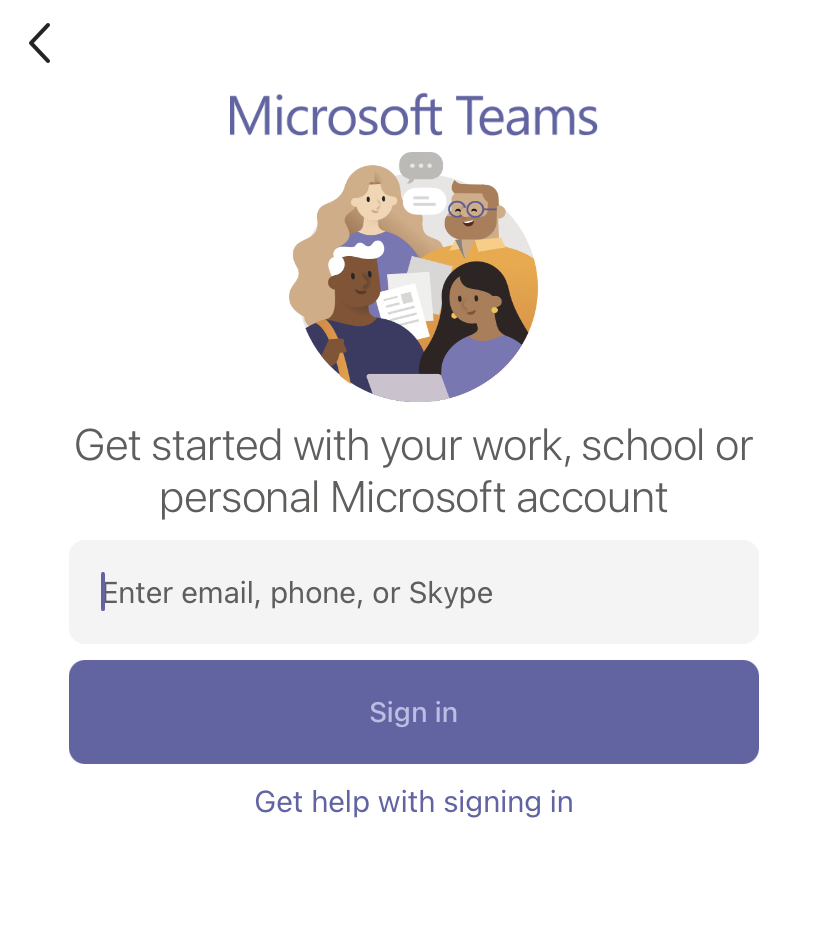 Microsoft Teams
Get started with your work, school or
personal Microsoft account
Enter email, phone, or Skype
Sign in
Get help with signing in